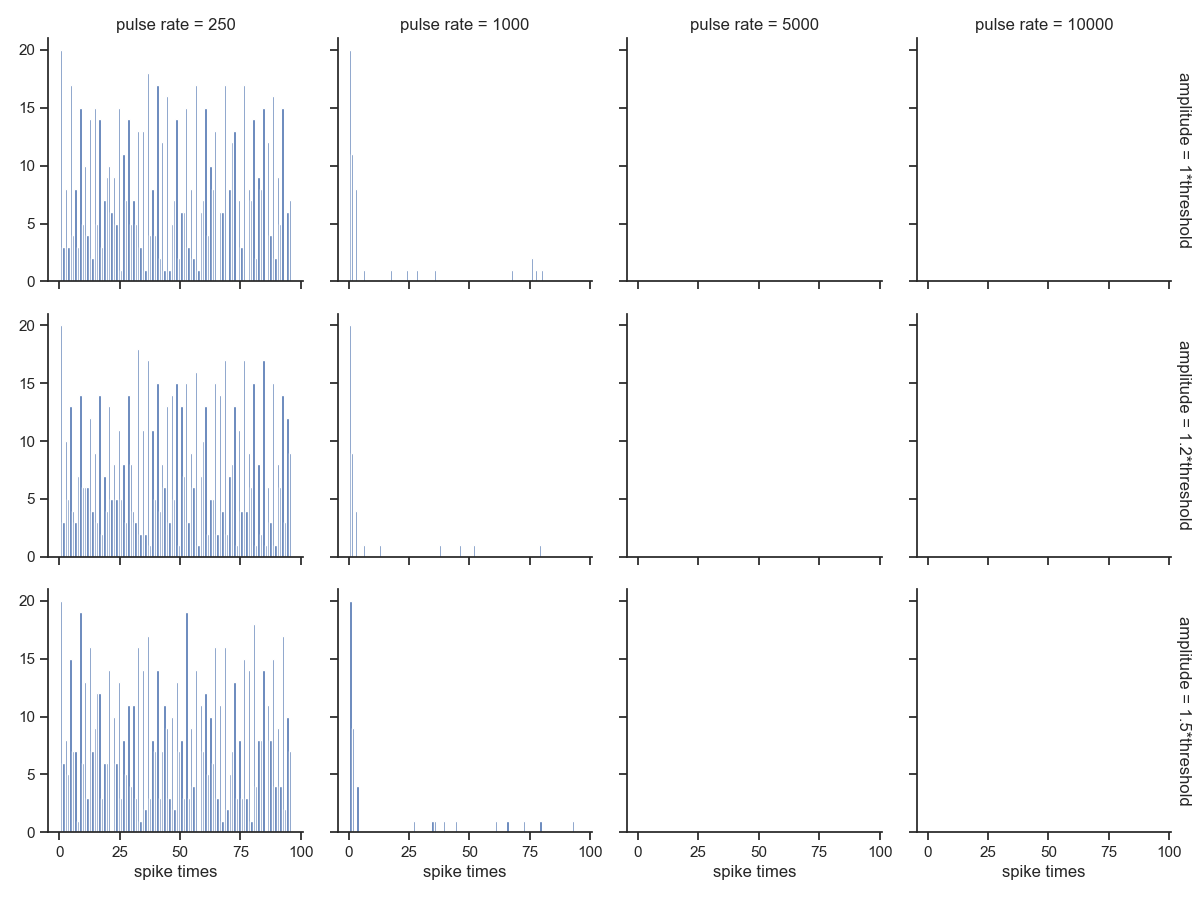 pulse rate = 250 pulse rate = 1000 pulse rate = 5000 pulse rate = 10000
20
15
10
5
0
amplitude = 1*threshold
20
15
10
5
0
amplitude = 1.2*threshold
20
15
10
5
0
amplitude = 1.5*threshold
0 25 50 75 100 0 25 50 75 100 0 25 50 75 100 0 25 50 75 100
spike times spike times spike times spike times